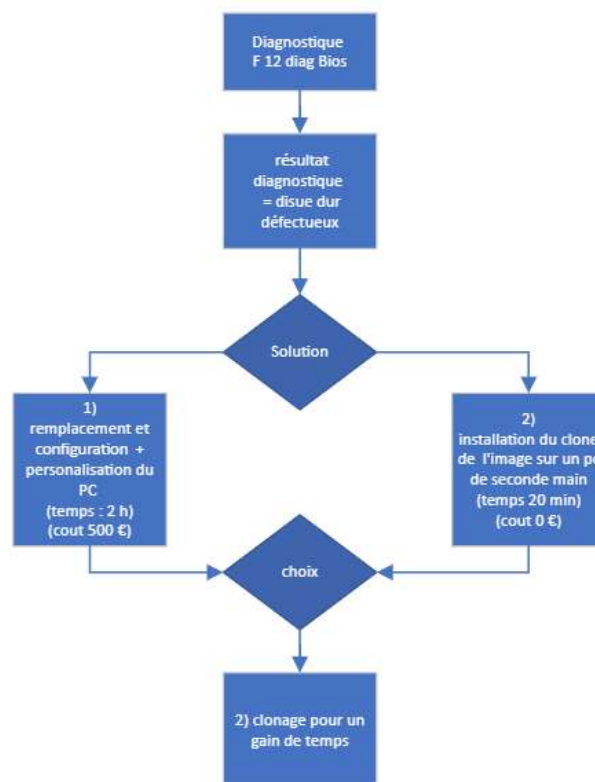 Diagnostique
F 12 diag Bios
résultat
diagnostique
= disue dur
défectueux
Solution
1)
remplacement et
configuration +
personalisation du
PC
(temps : 2 h)
(cout 500 €)
2)
installation du clone
de l'image sur un pc
de seconde main
(temps 20 min)
(cout 0 €)
choix
2) clonage pour un
gain de temps